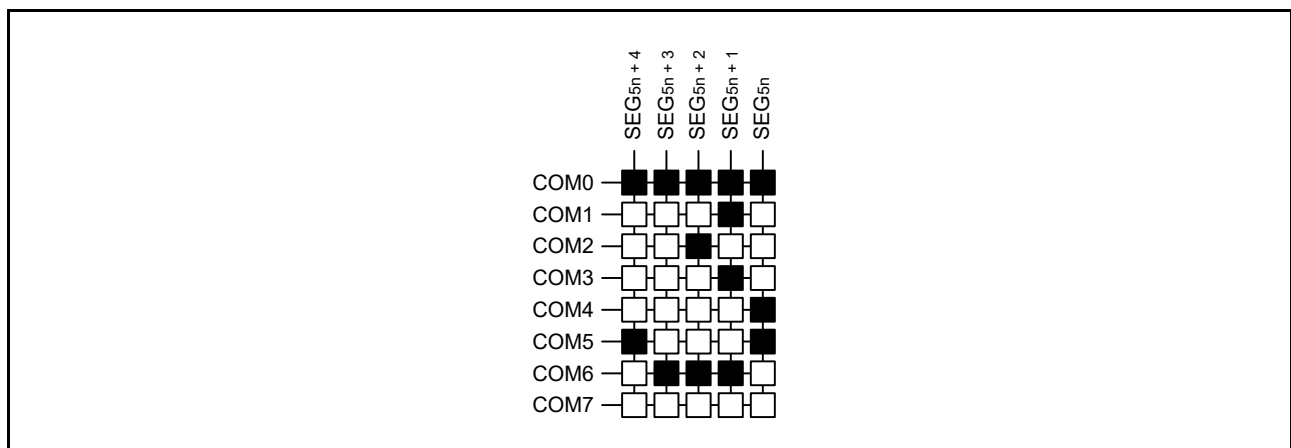 SEG5n + 4
SEG5n + 3
SEG5n + 2
SEG5n + 1
SEG5n
COM0
COM1
COM2
COM3
COM4
COM5
COM6
COM7